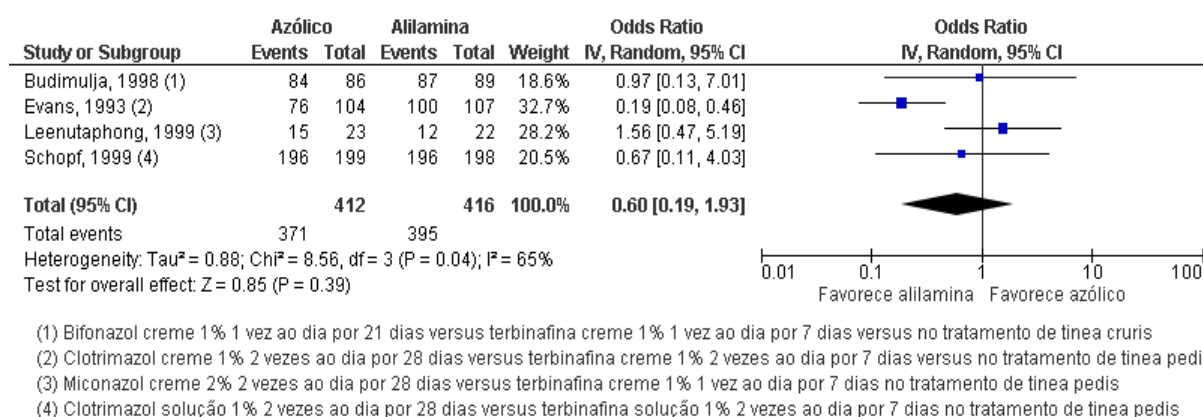 Azólico Alilamina Odds Ratio Odds Ratio
Study or Subgroup Events Total Events Total Weight IV, Random, 95% CI IV, Random, 95% CI
Budimulja, 1998 (1) 84 86 87 89 18.6% 0.97 [0.13, 7.01]
Evans, 1993 (2) 76 104 100 107 32.7% 0.19 [0.08, 0.46]
Leenutaphong, 1999 (3) 15 23 12 22 28.2% 1.56 [0.47, 5.19]
Schopf, 1999 (4) 196 199 196 198 20.5% 0.67 [0.11, 4.03]
Total (95% CI) 412 416 100.0% 0.60 [0.19, 1.93]
Total events 371 395
Heterogeneity: Tau² = 0.88; Chi² = 8.56, df = 3 (P = 0.04); I² = 65%
Test for overall effect: Z = 0.85 (P = 0.39)
0.01 0.1 1 10 100
Favorece alilamina Favorece azólico
(1) Bifonazol creme 1% 1 vez ao dia por 21 dias versus terbinafina creme 1% 1 vez ao dia por 7 dias versus no tratamento de tinea cruris
(2) Clotrimazol creme 1% 2 vezes ao dia por 28 dias versus terbinafina creme 1% 2 vezes ao dia por 7 dias versus no tratamento de tinea pedi
(3) Miconazol creme 2% 2 vezes ao dia por 28 dias versus terbinafina creme 1% 1 vez ao dia por 7 dias no tratamento de tinea pedis
(4) Clotrimazol solução 1% 2 vezes ao dia por 28 dias versus terbinafina solução 1% 2 vezes ao dia por 7 dias no tratamento de tinea pedis